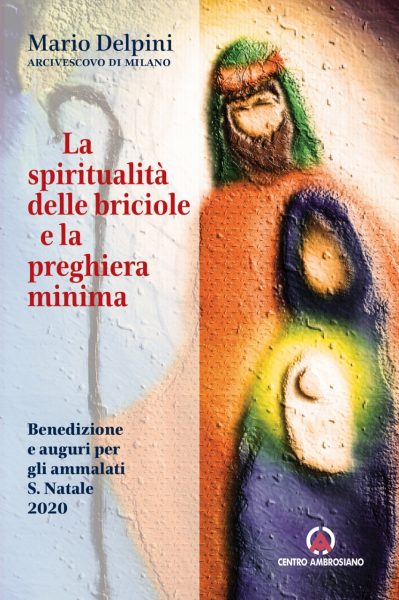 Mario Delpini
ARCIVESCOVO DI MILANO
La
spiritualità
delle briciole
e la
preghiera
minima
Benedizione
e auguri per
gli ammalati
S. Natale
2020
CENTRO AMBROSIANO